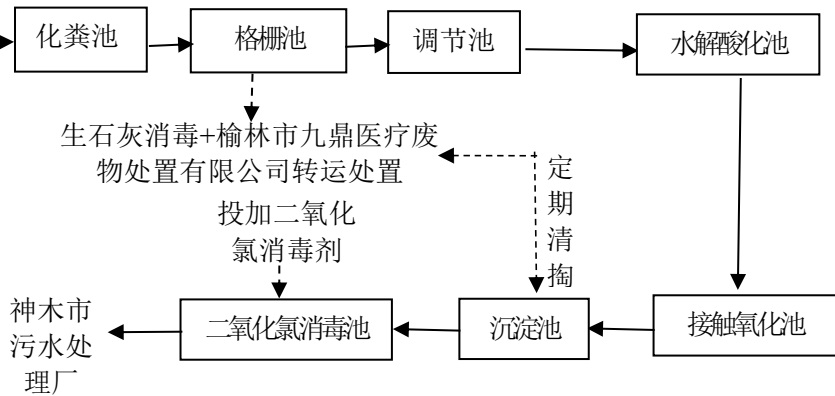 化粪池
格栅池
调节池
水解酸化池
生石灰消毒+榆林市九鼎医疗废
物处置有限公司转运处置
定
期
清
掏
投加二氧化
氯消毒剂
神木市
污水处
理厂
二氧化氯消毒池
沉淀池
接触氧化池